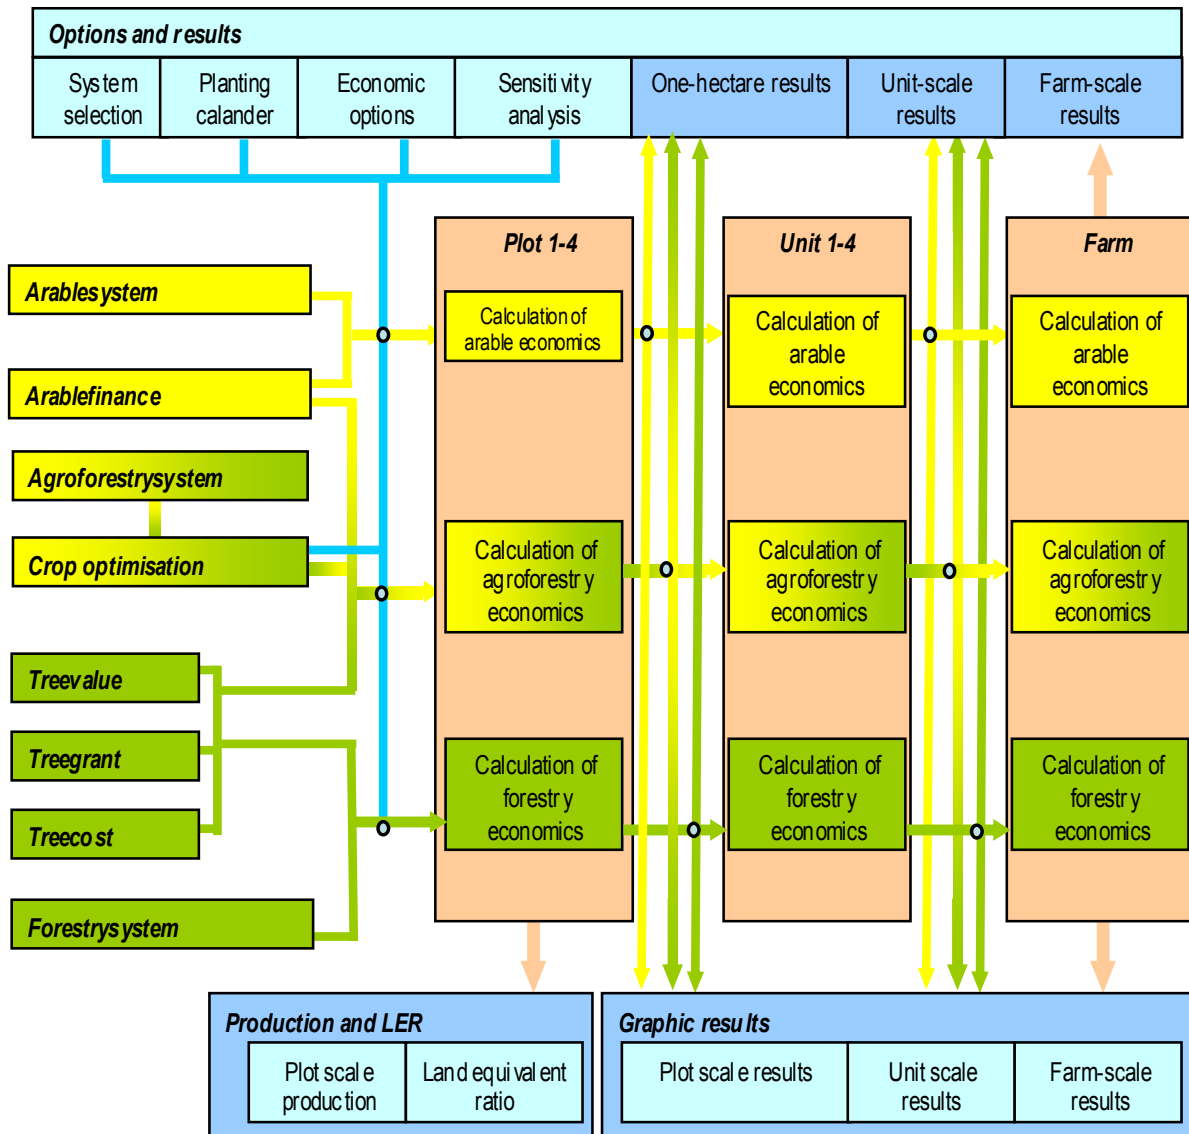 Options and results
System
selection
Planting
calander
Economic
options
Sensitivity
analysis
One-hectare results
Unit-scale
results
Farm-scale
results
Plot 1-4
Unit 1-4
Farm
Arablesystem
Arablefinance
Agroforestrysystem
Crop optimisation
Treevalue
Treegrant
Treecost
Forestrysystem
Calculation of
arable economics
Calculation of
arable
economics
Calculation of
arable
economics
Calculation of
agroforestry
economics
Calculation of
agroforestry
economics
Calculation of
agroforestry
economics
Calculation of
forestry
economics
Calculation of
forestry
economics
Calculation of
forestry
economics
Production and LER
Plot scale
production
Land equivalent
ratio
Graphic results
Plot scale results
Unit scale
results
Farm-scale
results